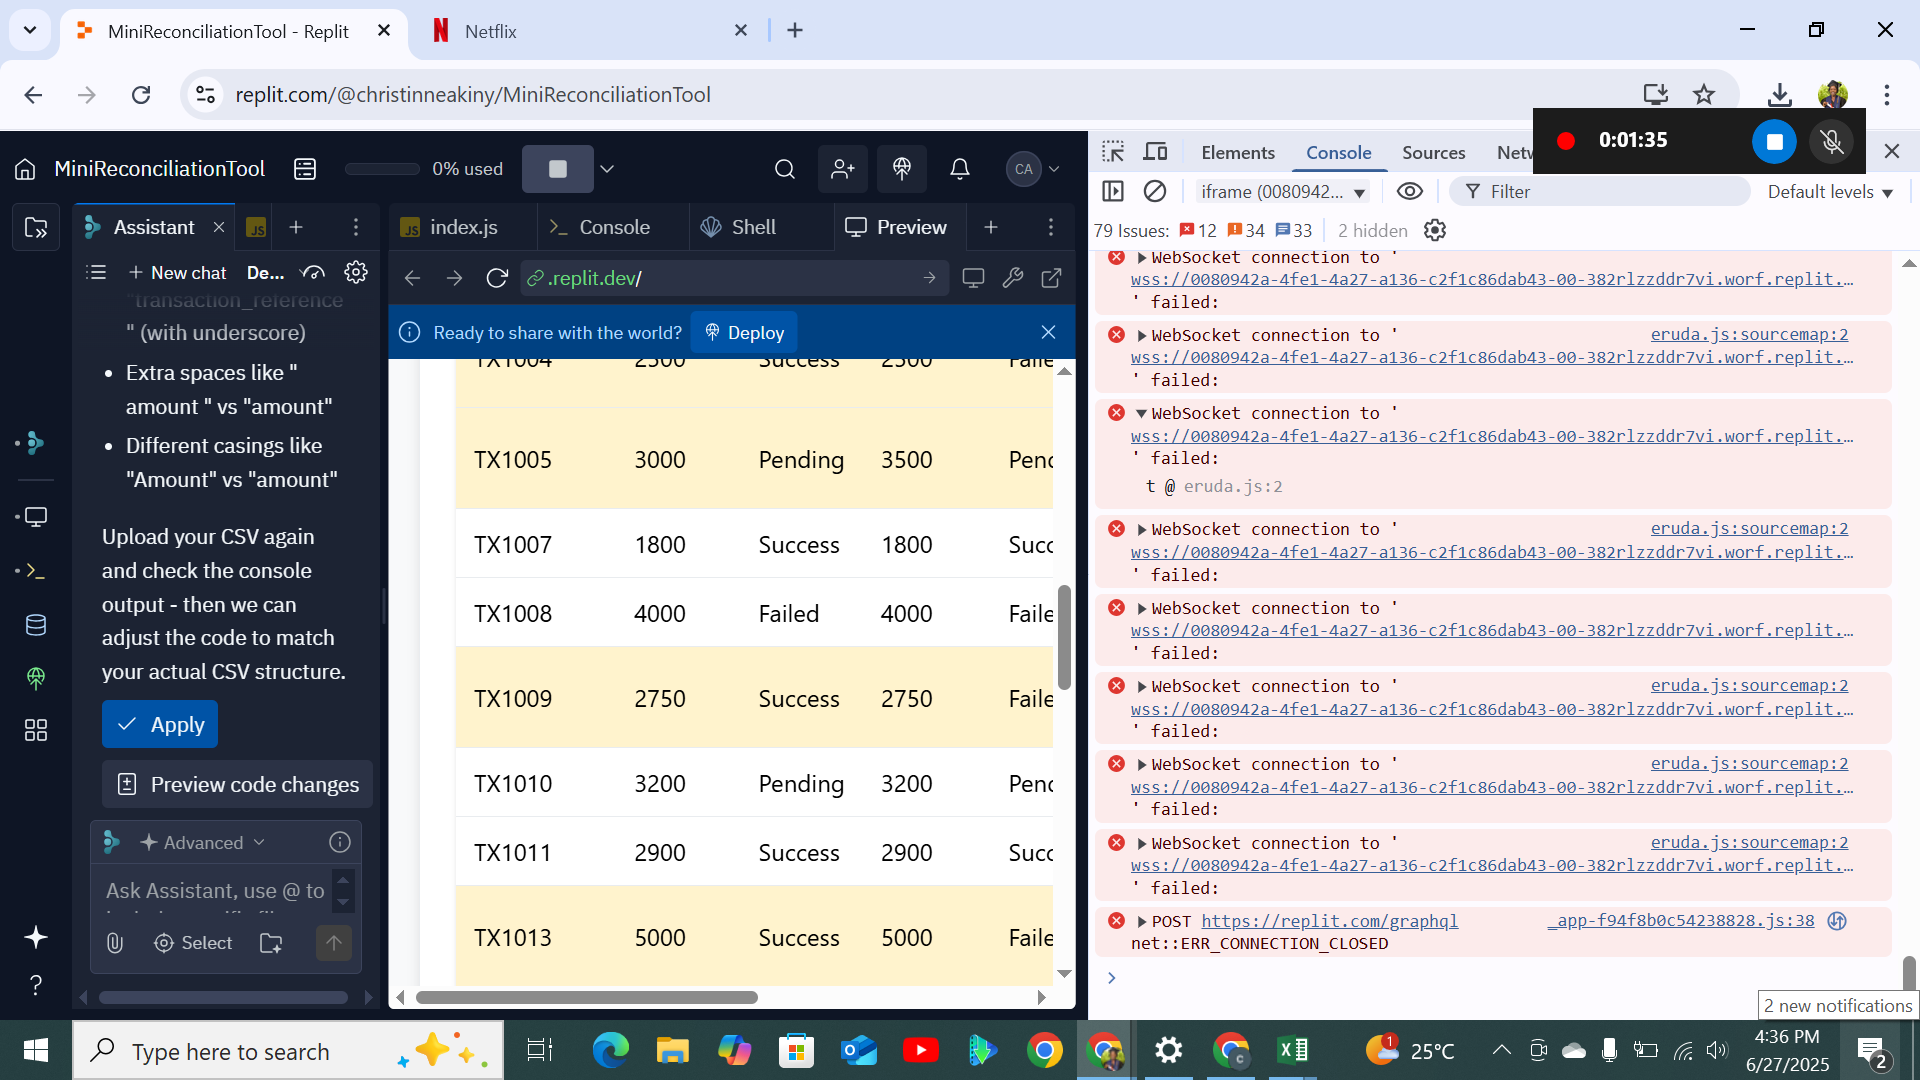 MiniReconciliationTool - Replit
Netflix
replit.com/@christinneakiny/MiniReconciliationTool
0:01:35
MiniReconciliationTool
0% used
CA
Elements
Console
Sources
Netw
Assistant
JS
JS index.js
Console
Shell
Preview
iframe (0080942...
Filter
Default levels
79 Issues:
12
34
33
2 hidden
New chat
De...
.replit.dev/
Ready to share with the world?
Deploy
"transaction_reference
" (with underscore)
• Extra spaces like "
amount " vs "amount"
• Different casings like
"Amount" vs "amount"
Upload your CSV again
and check the console
output - then we can
adjust the code to match
your actual CSV structure.
Apply
Preview code changes
Advanced
Ask Assistant, use @ to
Select
TX1004 2500 Success 2500 Faile
TX1005 3000 Pending 3500 Penc
TX1007 1800 Success 1800 Succ
TX1008 4000 Failed 4000 Faile
TX1009 2750 Success 2750 Faile
TX1010 3200 Pending 3200 Penc
TX1011 2900 Success 2900 Succ
TX1013 5000 Success 5000 Faile
WebSocket connection to '
wss://0080942a-4fe1-4a27-a136-c2f1c86dab43-00-382rlzzddr7vi.worf.replit.…
' failed:
WebSocket connection to ' eruda.js:sourcemap:2
wss://0080942a-4fe1-4a27-a136-c2f1c86dab43-00-382rlzzddr7vi.worf.replit.…
' failed:
WebSocket connection to '
wss://0080942a-4fe1-4a27-a136-c2f1c86dab43-00-382rlzzddr7vi.worf.replit.…
' failed:
t @ eruda.js:2
WebSocket connection to ' eruda.js:sourcemap:2
wss://0080942a-4fe1-4a27-a136-c2f1c86dab43-00-382rlzzddr7vi.worf.replit.…
' failed:
WebSocket connection to '
wss://0080942a-4fe1-4a27-a136-c2f1c86dab43-00-382rlzzddr7vi.worf.replit.…
' failed:
WebSocket connection to ' eruda.js:sourcemap:2
wss://0080942a-4fe1-4a27-a136-c2f1c86dab43-00-382rlzzddr7vi.worf.replit.…
' failed:
WebSocket connection to ' eruda.js:sourcemap:2
wss://0080942a-4fe1-4a27-a136-c2f1c86dab43-00-382rlzzddr7vi.worf.replit.…
' failed:
WebSocket connection to ' eruda.js:sourcemap:2
wss://0080942a-4fe1-4a27-a136-c2f1c86dab43-00-382rlzzddr7vi.worf.replit.…
' failed:
POST https://replit.com/graphql _app-f94f8b0c54238828.js:38
net::ERR_CONNECTION_CLOSED
2 new notifications
Type here to search
1
25°C
4:36 PM
6/27/2025
2